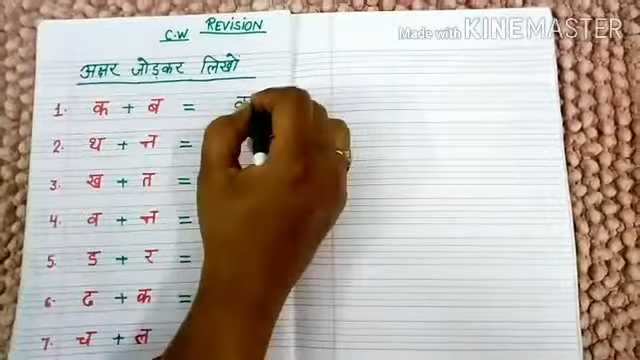 Made with KINEMASTER
C.W REVISION
अक्षर जोड़कर लिखो
1. क + ब = क
2. थ + न =
3. ख + त =
4. व + न =
5. ड + र =
6. ढ + क =
7. च + ल